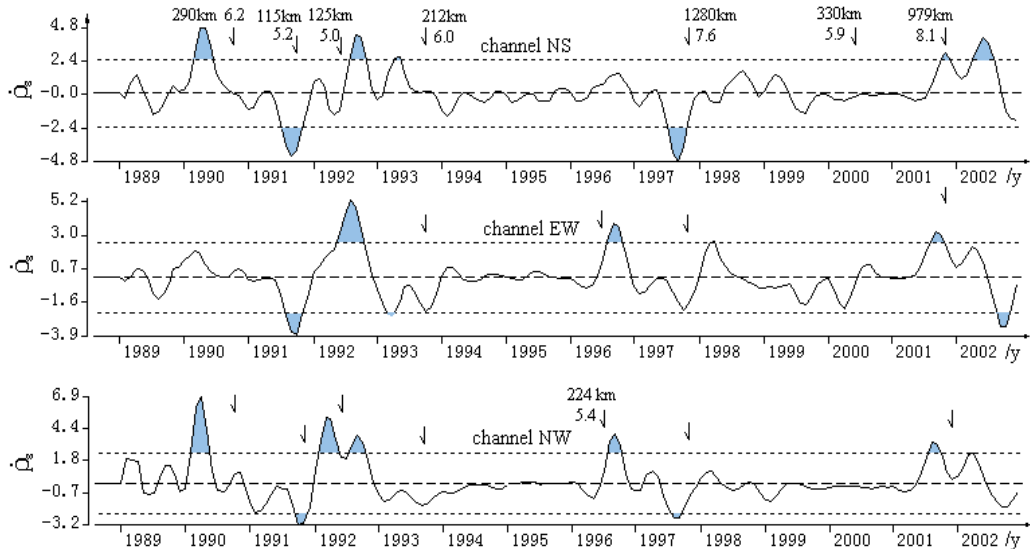 290km 6.2 115km 125km 212km 1280km 330km 979km
5.2 5.0 6.0 7.6 5.9 8.1
4.8
channel NS
2.4
-0.0
-2.4
-4.8
ρ̇s
1989 1990 1991 1992 1993 1994 1995 1996 1997 1998 1999 2000 2001 2002 /y
5.2
channel EW
3.0
0.7
-1.6
-3.9
ρ̇s
1989 1990 1991 1992 1993 1994 1995 1996 1997 1998 1999 2000 2001 2002 /y
6.9
224 km
5.4
4.4
channel NW
1.8
-0.7
-3.2
ρ̇s
1989 1990 1991 1992 1993 1994 1995 1996 1997 1998 1999 2000 2001 2002 /y